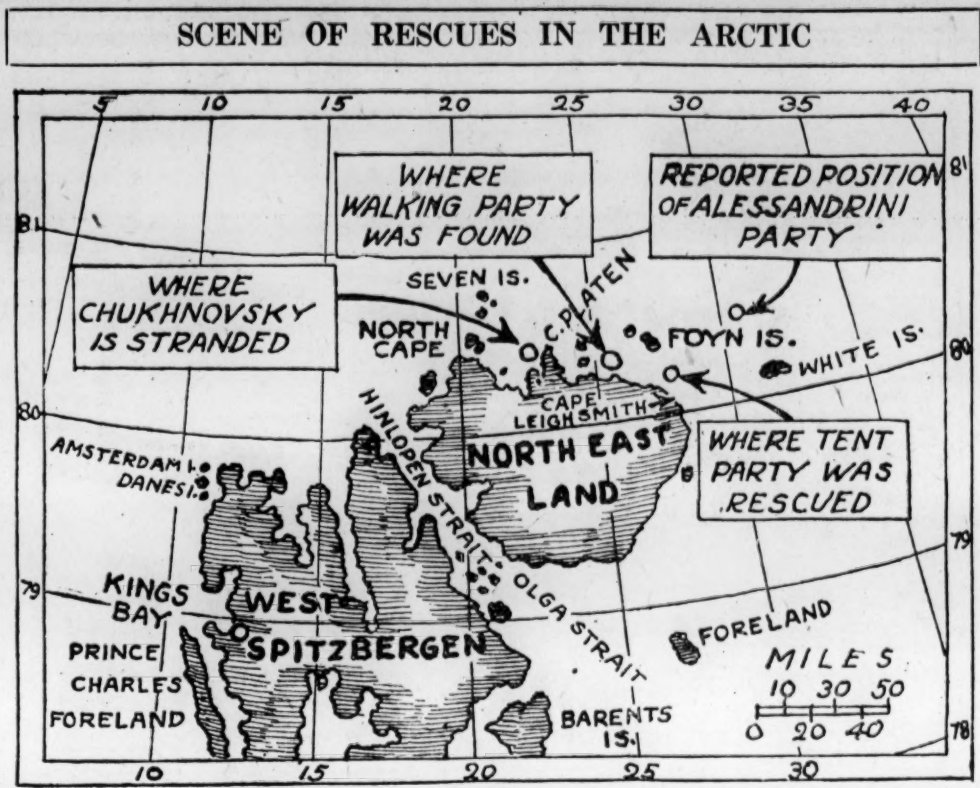 SCENE OF RESCUES IN THE ARCTIC
5 10 15 20 25 30 35 40
81
81
WHERE
WALKING PARTY
WAS FOUND
REPORTED POSITION
OF ALESSANDRINI
PARTY
WHERE
CHUKHNOVSKY
IS STRANDED
SEVEN IS.
C. PLATEN
NORTH
CAPE
FOYN IS.
WHITE IS.
80
80
CAPE
LEIGH SMITH
NORTH EAST
LAND
HINLOPEN STRAIT
WHERE TENT
PARTY WAS
RESCUED
AMSTERDAM I.
DANES I.
79
79
KINGS
BAY
WEST
SPITZBERGEN
OLGA STRAIT
FORELAND
PRINCE
CHARLES
FORELAND
BARENTS
IS.
MILES
10 30 50
0 20 40
78
10 15 20 25 30